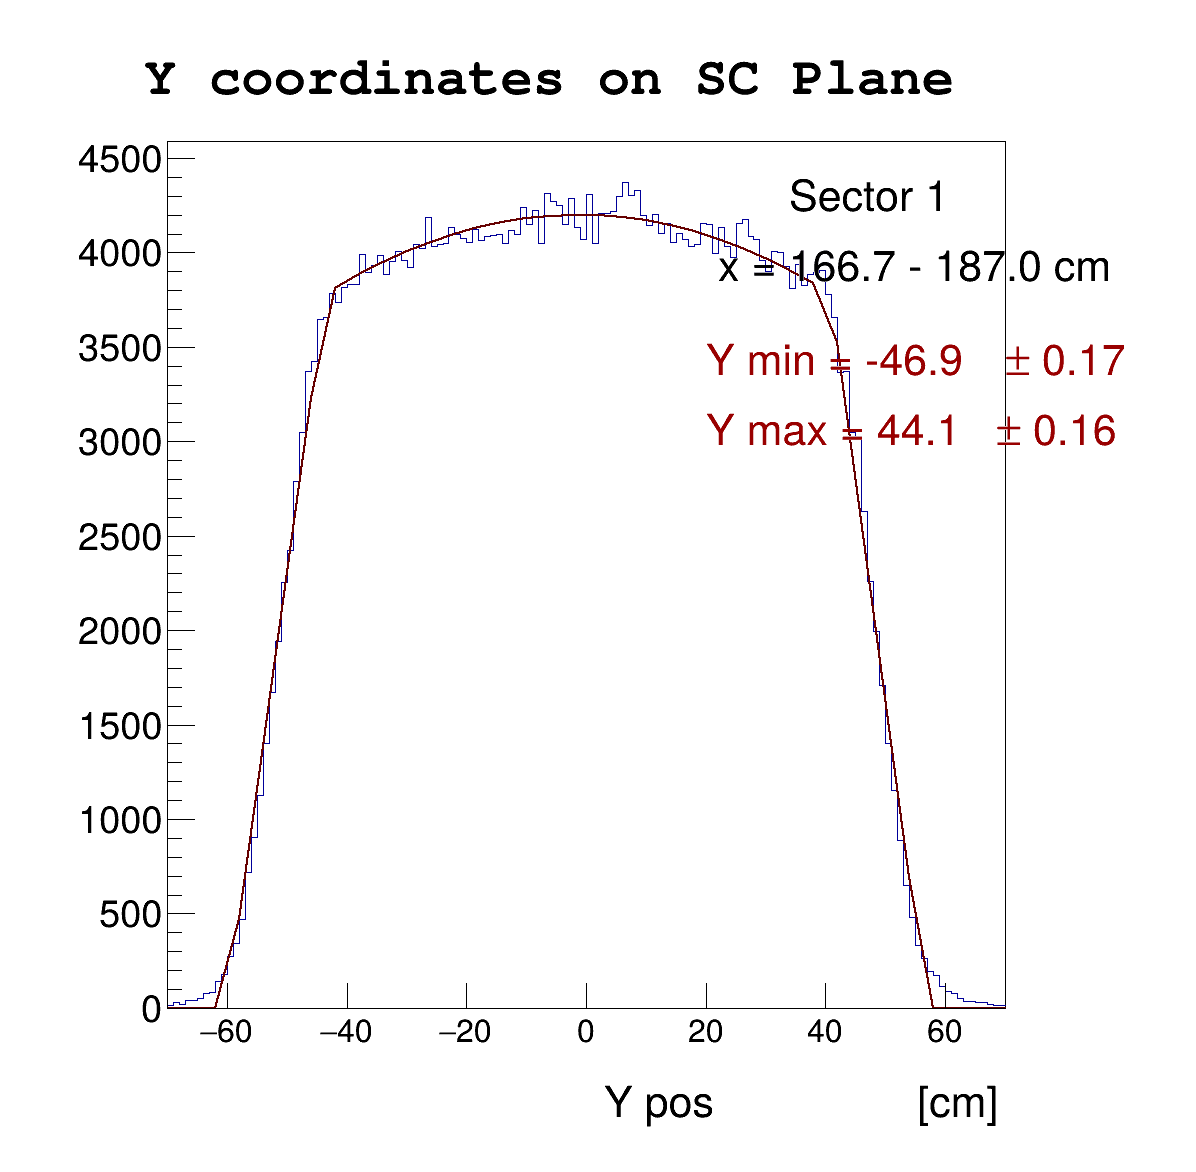 Y coordinates on SC Plane
4500
4000
3500
3000
2500
2000
1500
1000
500
0
Sector 1
x = 166.7 - 187.0 cm
Y min = -46.9 ± 0.17
Y max = 44.1 ± 0.16
−60 −40 −20 0 20 40 60
Y pos [cm]